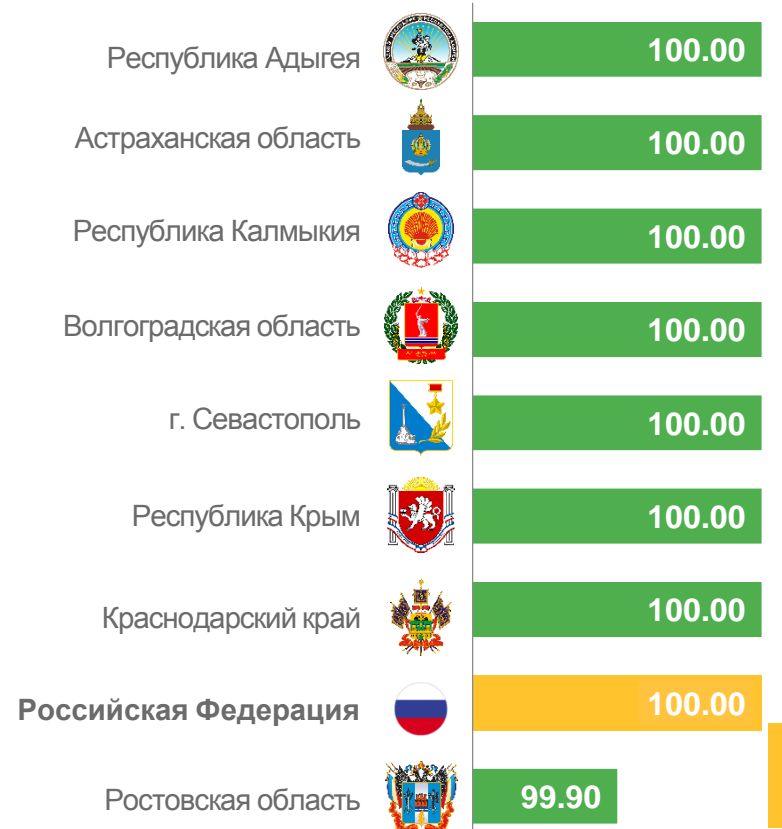 Республика Адыгея 100.00
Астраханская область 100.00
Республика Калмыкия 100.00
Волгоградская область 100.00
г. Севастополь 100.00
Республика Крым 100.00
Краснодарский край 100.00
Российская Федерация 100.00
Ростовская область 99.90